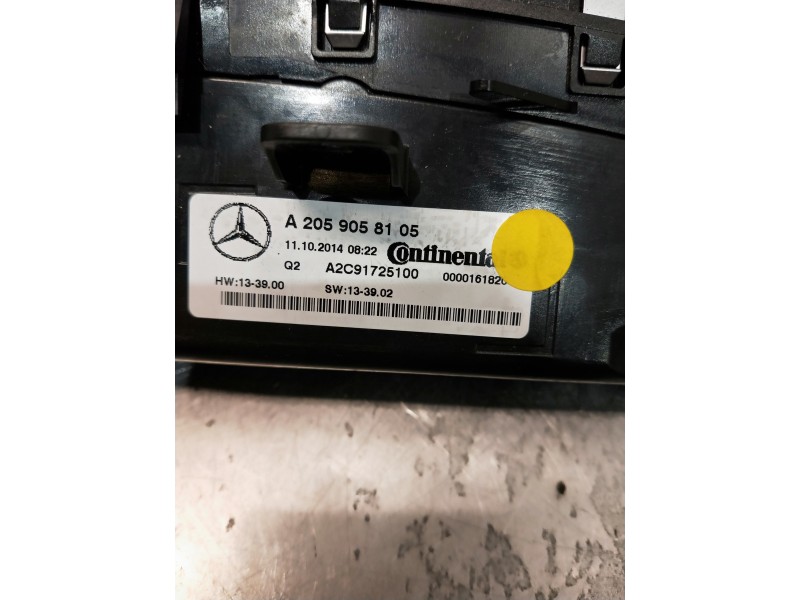 A 205 905 81 05
11.10.2014 08:22 Continental
Q2 A2C91725100
HW:13-39.00 SW:13-39.02